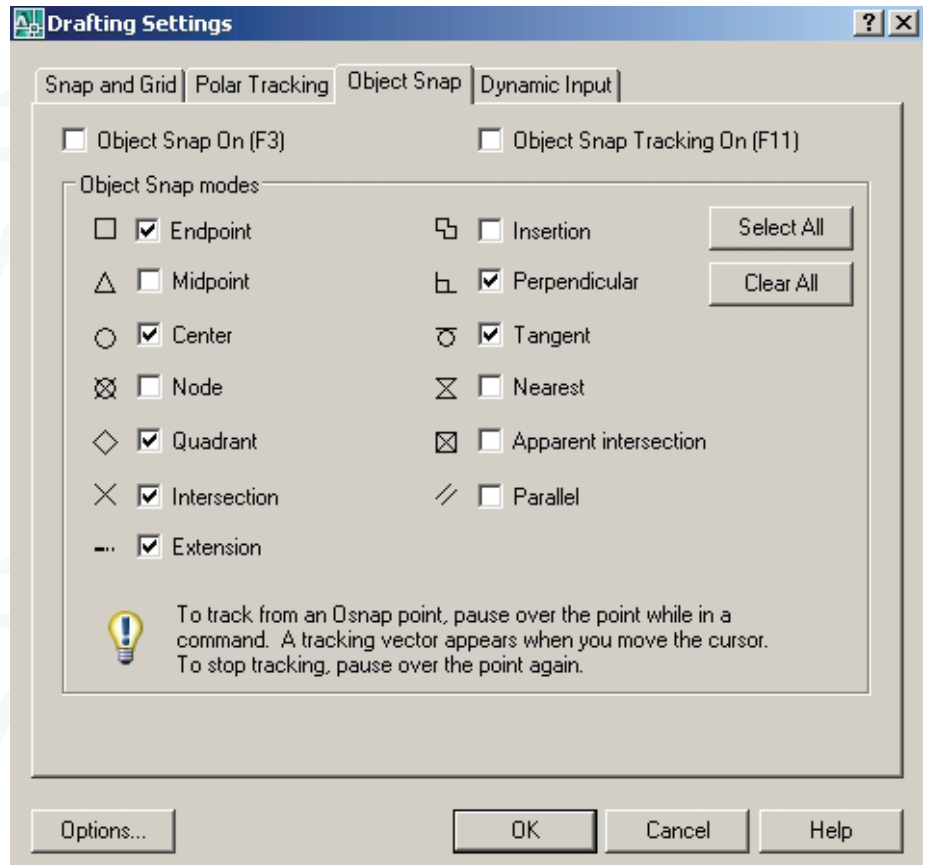 Drafting Settings
Snap and Grid Polar Tracking Object Snap Dynamic Input
Object Snap On (F3) Object Snap Tracking On (F11)
Object Snap modes
Endpoint Insertion Select All
Midpoint Perpendicular Clear All
Center Tangent
Node Nearest
Quadrant Apparent intersection
Intersection Parallel
Extension
To track from an Osnap point, pause over the point while in a
command. A tracking vector appears when you move the cursor.
To stop tracking, pause over the point again.
Options... OK Cancel Help